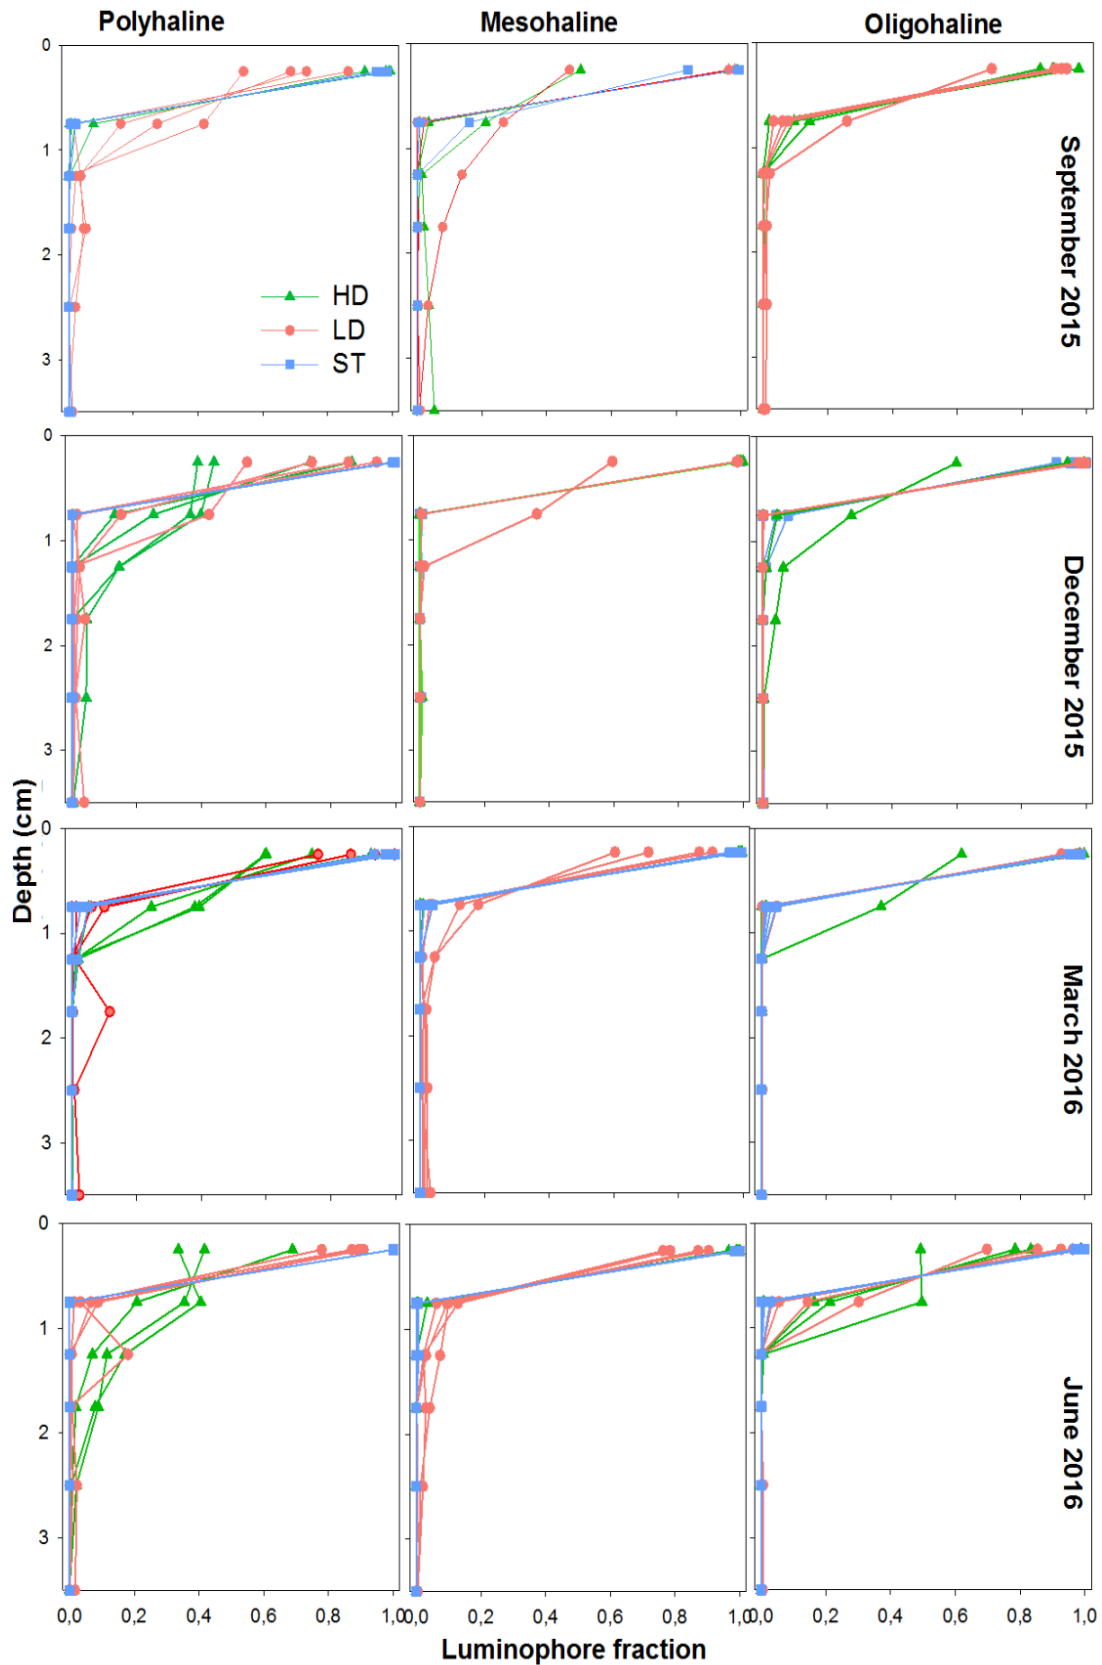 Polyhaline Mesohaline Oligohaline
0
1
2
3
HD
LD
ST
September 2015
0
1
2
3
December 2015
Depth (cm)
0
1
2
3
March 2016
0
1
2
3
June 2016
0,0 0,2 0,4 0,6 0,8 1,0 0,0 0,2 0,4 0,6 0,8 1,0 0,0 0,2 0,4 0,6 0,8 1,0
Luminophore fraction